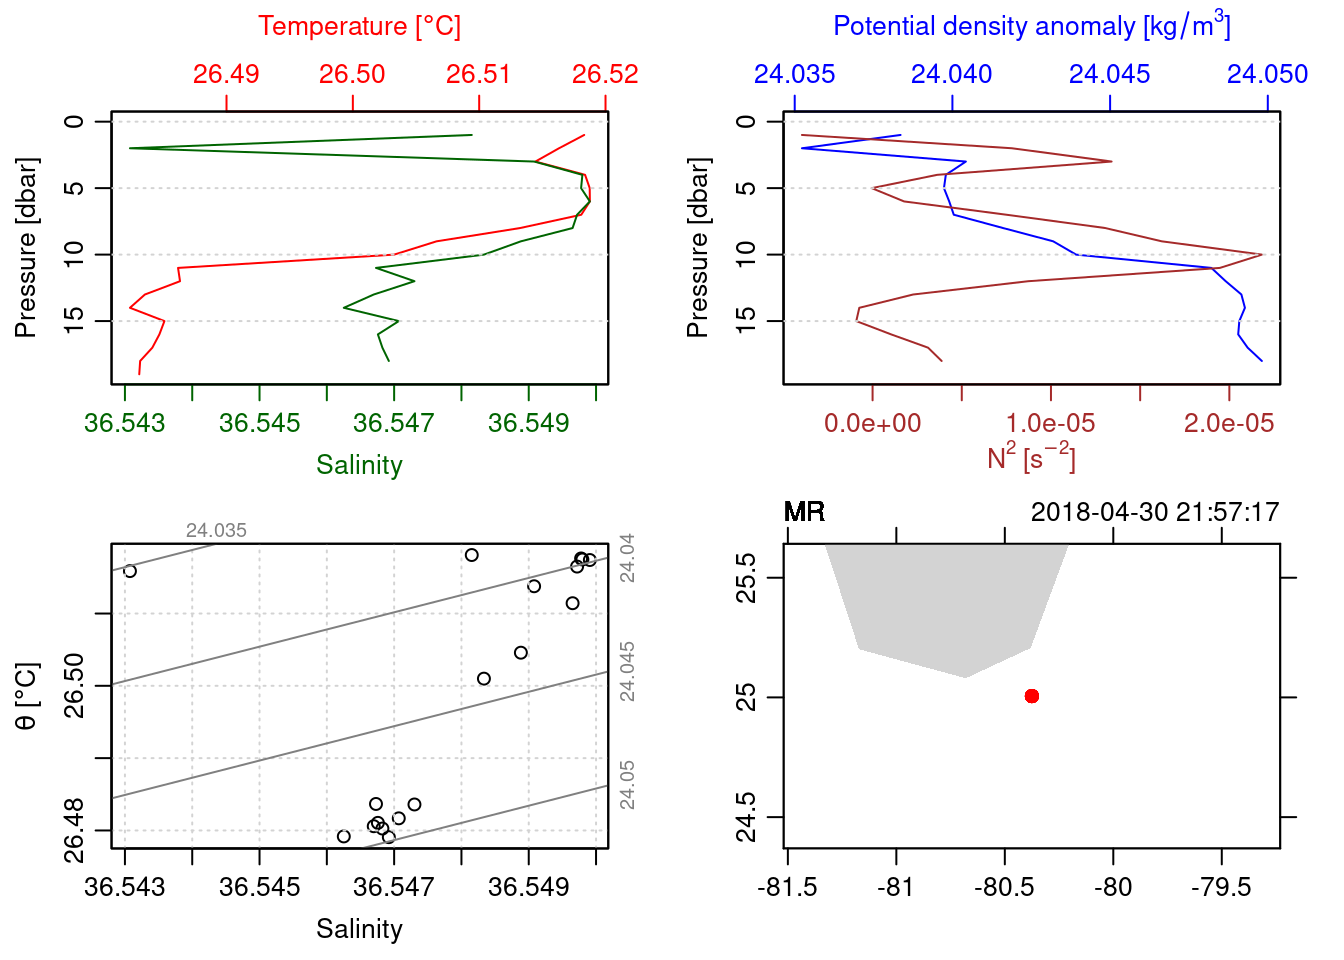 Temperature [°C]
26.49 26.50 26.51 26.52
0
5
10
15
Pressure [dbar]
36.543 36.545 36.547 36.549
Salinity
Potential density anomaly [kg/m³]
24.035 24.040 24.045 24.050
0
5
10
15
Pressure [dbar]
0.0e+00 1.0e-05 2.0e-05
N² [s⁻²]
24.035
24.04
24.045
24.05
26.50
26.48
θ [°C]
36.543 36.545 36.547 36.549
Salinity
MR 2018-04-30 21:57:17
25.5
25
24.5
-81.5 -81 -80.5 -80 -79.5